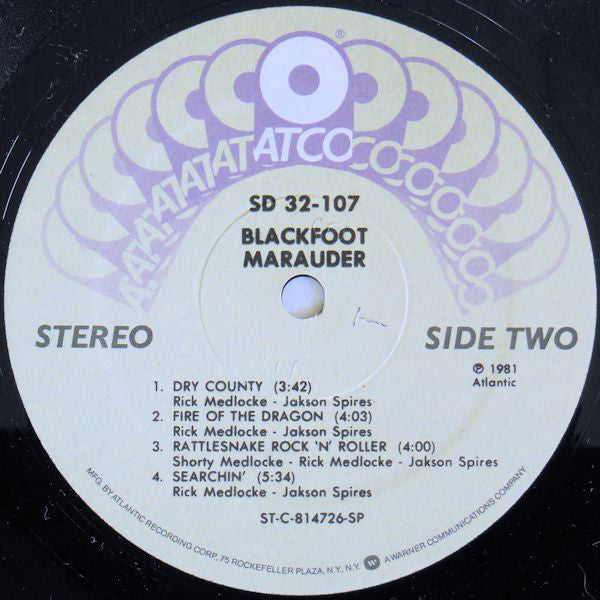 ®
ATCO
SD 32-107
BLACKFOOT
MARAUDER
STEREO
SIDE TWO
℗ 1981
Atlantic
1. DRY COUNTY (3:42)
Rick Medlocke - Jakson Spires
2. FIRE OF THE DRAGON (4:03)
Rick Medlocke - Jakson Spires
3. RATTLESNAKE ROCK 'N' ROLLER (4:00)
Shorty Medlocke - Rick Medlocke - Jakson Spires
4. SEARCHIN' (5:34)
Rick Medlocke - Jakson Spires
ST-C-814726-SP
MFG. BY ATLANTIC RECORDING CORP. 75 ROCKEFELLER PLAZA, N.Y., N.Y. W A WARNER COMMUNICATIONS COMPANY